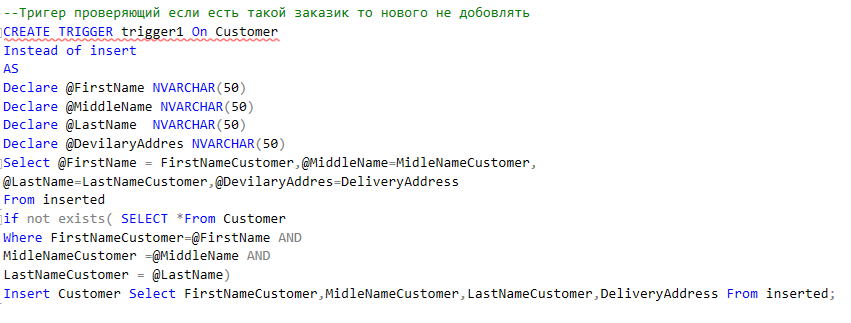 --Тригер проверяющий если есть такой заказик то нового не добовлять
CREATE TRIGGER trigger1 On Customer
Instead of insert
AS
Declare @FirstName NVARCHAR(50)
Declare @MiddleName NVARCHAR(50)
Declare @LastName  NVARCHAR(50)
Declare @DevilaryAddres NVARCHAR(50)
Select @FirstName = FirstNameCustomer,@MiddleName=MidleNameCustomer,
@LastName=LastNameCustomer,@DevilaryAddres=DeliveryAddress
From inserted
if not exists( SELECT *From Customer
Where FirstNameCustomer=@FirstName AND
MidleNameCustomer =@MiddleName AND
LastNameCustomer = @LastName)
Insert Customer Select FirstNameCustomer,MidleNameCustomer,LastNameCustomer,DeliveryAddress From inserted;